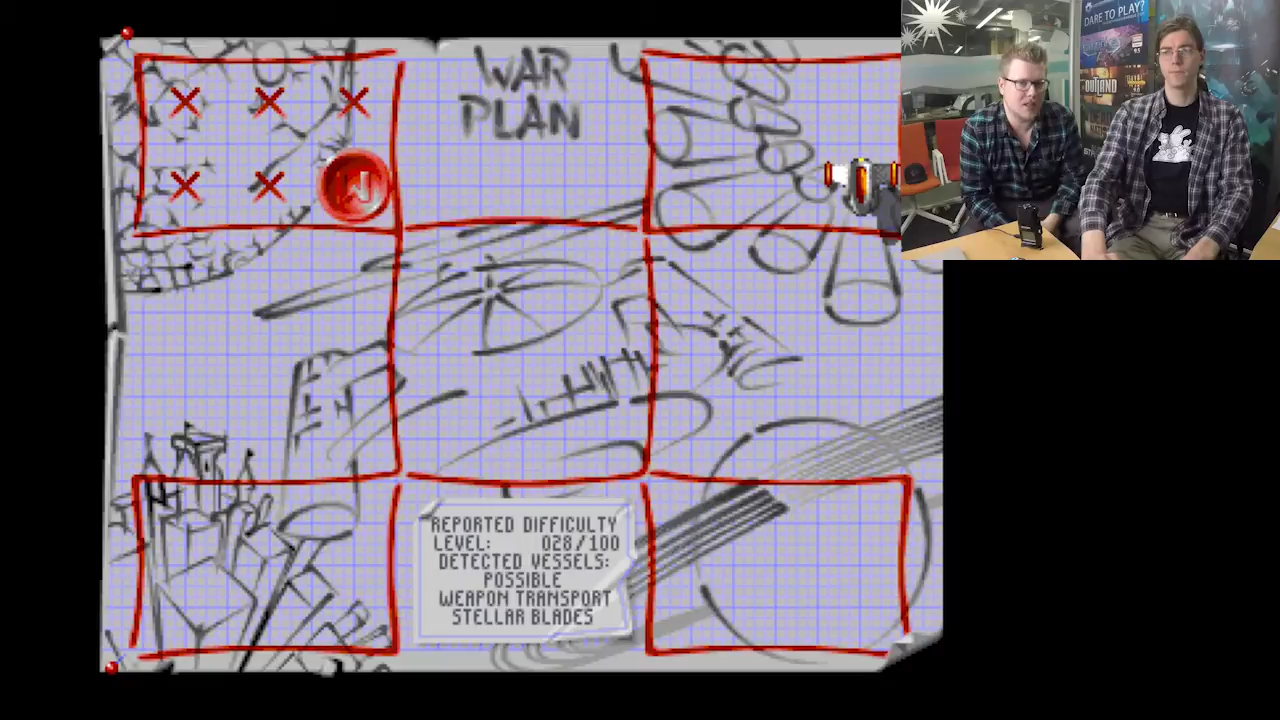 WAR
PLAN
DARE TO PLAY?
OUTLAND
W
REPORTED DIFFICULTY
LEVEL: 028/100
DETECTED VESSELS:
POSSIBLE
WEAPON TRANSPORT
STELLAR BLADES